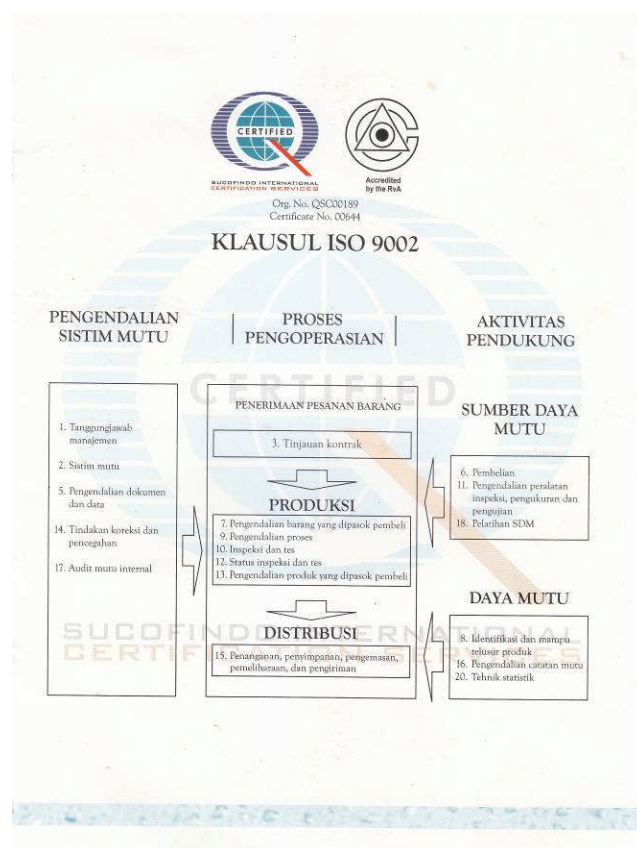 CERTIFIED
SUCOFINDO INTERNATIONAL
CERTIFICATION SERVICES
Accredited
by the RvA
Org. No. QSC00189
Certificate No. 00644
KLAUSUL ISO 9002
PENGENDALIAN
SISTIM MUTU
PROSES
PENGOPERASIAN
AKTIVITAS
PENDUKUNG
1. Tanggungjawab
manajemen
2. Sistim mutu
5. Pengendalian dokumen
dan data
14. Tindakan koreksi dan
pencegahan
17. Audit mutu internal
CERTIFIED
PENERIMAAN PESANAN BARANG
3. Tinjauan kontrak
PRODUKSI
7. Pengendalian barang yang dipasok pembeli
9. Pengendalian proses
10. Inspeksi dan tes
12. Status inspeksi dan tes
13. Pengendalian produk yang dipasok pembeli
DISTRIBUSI
15. Penanganan, penyimpanan, pengemasan,
pemeliharaan, dan pengiriman
SUMBER DAYA
MUTU
6. Pembelian
11. Pengendalian peralatan
inspeksi, pengukuran dan
pengujian
18. Pelatihan SDM
DAYA MUTU
8. Identifikasi dan mampu
telusur produk
16. Pengendalian catatan mutu
20. Tehnik statistik
SUCOFINDO INTERNATIONAL
CERTIFICATION SERVICES